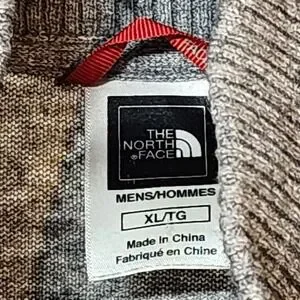 THE
NORTH
FACE
MENS/HOMMES
XL/TG
Made in China
Fabriqué en Chine